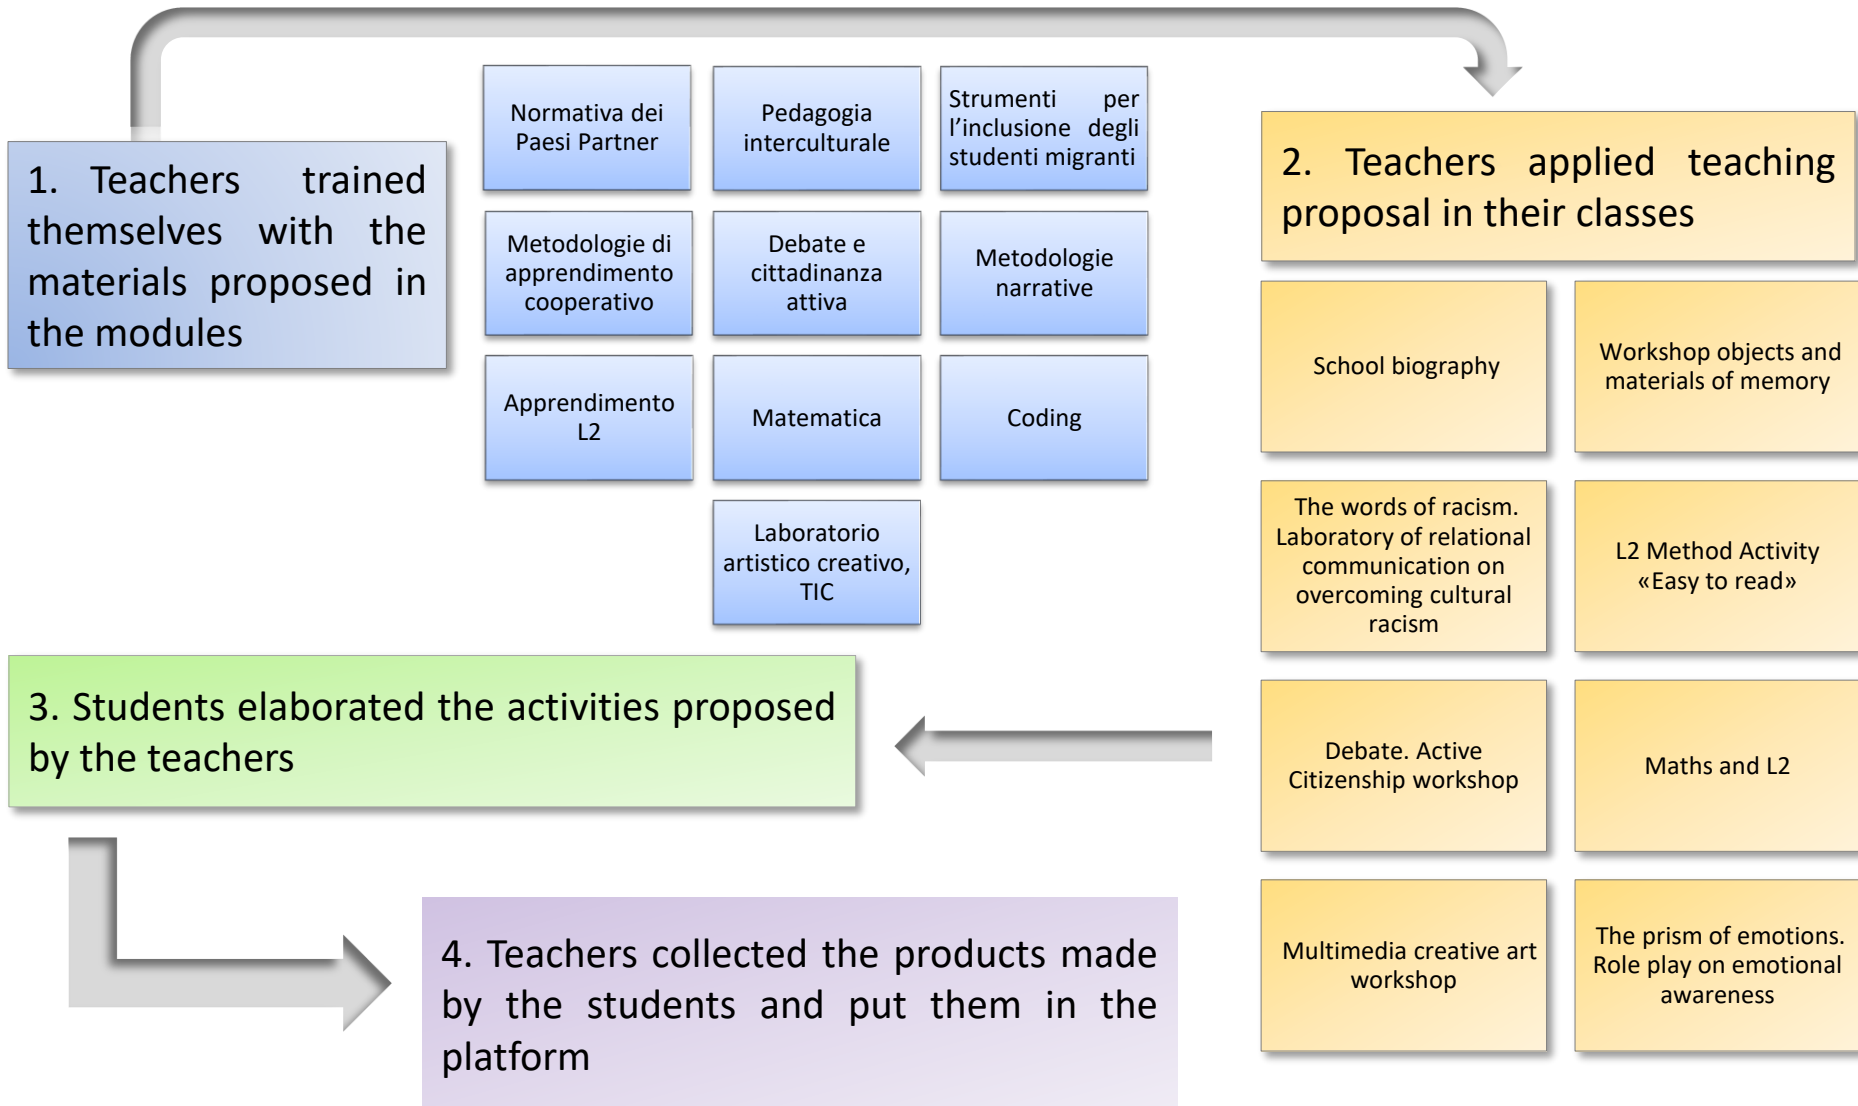 1. Teachers trained
themselves with the
materials proposed in
the modules
Normativa dei
Paesi Partner
Pedagogia
interculturale
Strumenti per
l’inclusione degli
studenti migranti
Metodologie di
apprendimento
cooperativo
Debate e
cittadinanza
attiva
Metodologie
narrative
Apprendimento
L2
Matematica
Coding
Laboratorio
artistico creativo,
TIC
2. Teachers applied teaching
proposal in their classes
School biography
Workshop objects and
materials of memory
The words of racism.
Laboratory of relational
communication on
overcoming cultural
racism
L2 Method Activity
«Easy to read»
Debate. Active
Citizenship workshop
Maths and L2
Multimedia creative art
workshop
The prism of emotions.
Role play on emotional
awareness
3. Students elaborated the activities proposed
by the teachers
4. Teachers collected the products made
by the students and put them in the
platform